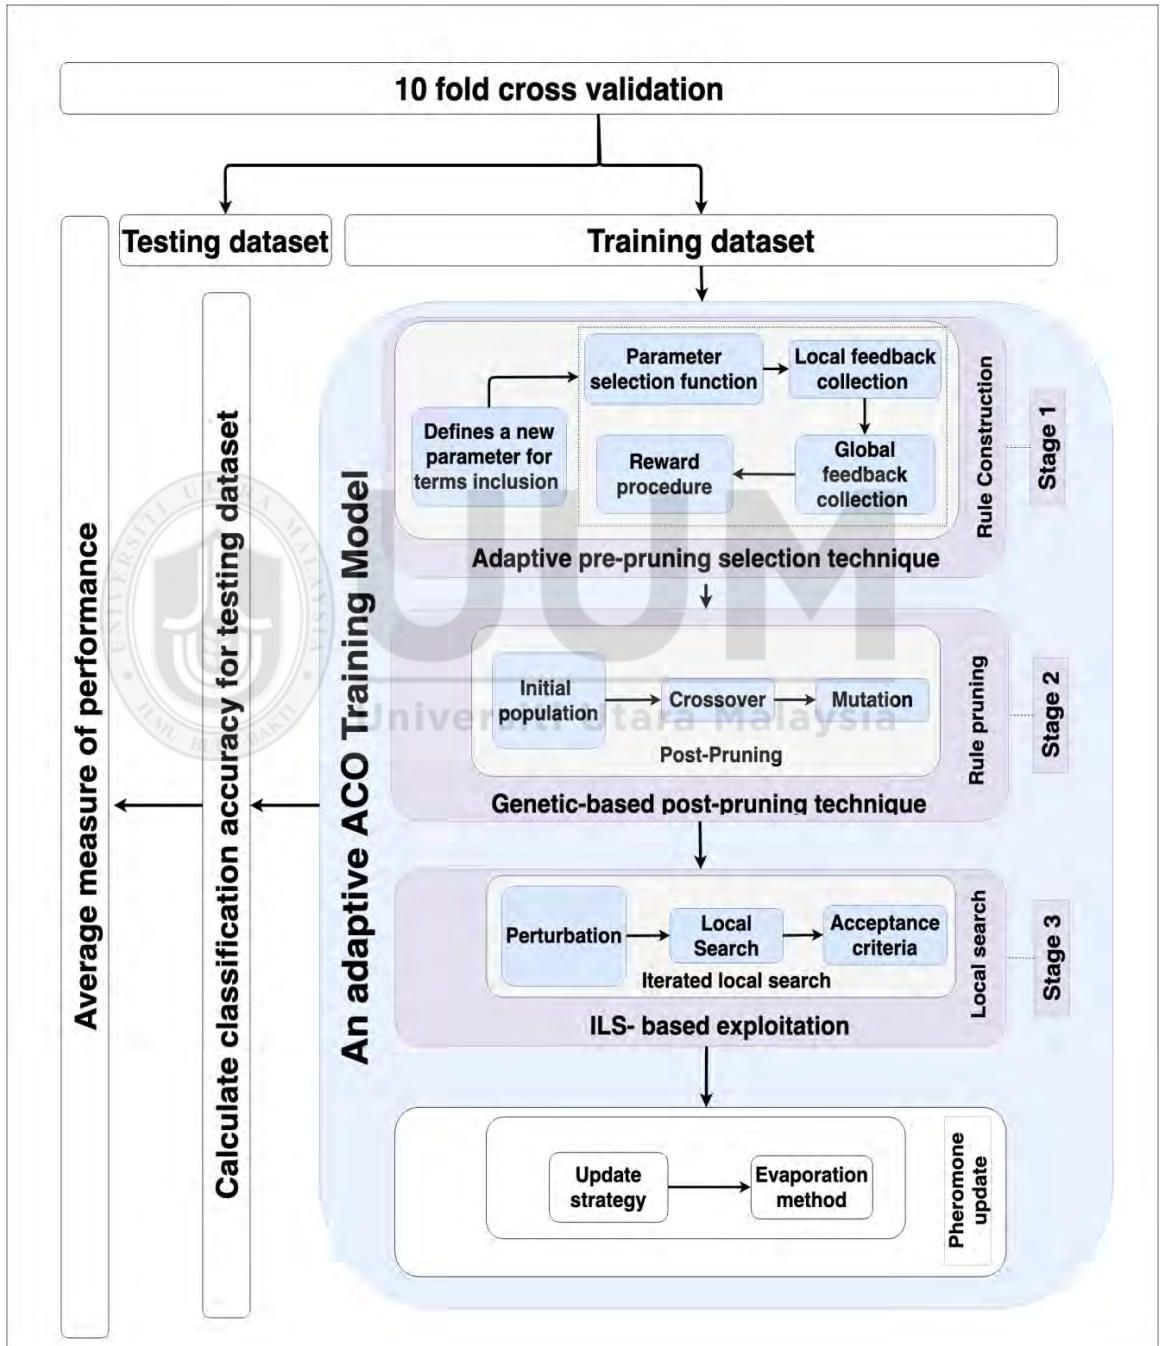 10 fold cross validation
Testing dataset
Training dataset
Average measure of performance
Calculate classification accuracy for testing dataset
An adaptive ACO Training Model
Parameter
selection function
Local feedback
collection
Defines a new
parameter for
terms inclusion
Reward
procedure
Global
feedback
collection
Adaptive pre-pruning selection technique
Rule Construction
Stage 1
UUM
Universiti Utara Malaysia
UNIVERSITI UTARA MALAYSIA
Initial
population
Crossover
Mutation
Post-Pruning
Genetic-based post-pruning technique
Rule pruning
Stage 2
Perturbation
Local
Search
Acceptance
criteria
Iterated local search
ILS- based exploitation
Local search
Stage 3
Update
strategy
Evaporation
method
Pheromone
update